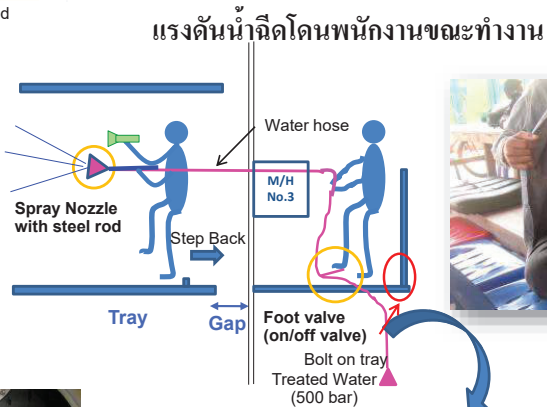 d
แรงดันน้ำฉีดโดนพนักงานขณะทำงาน
Water hose
M/H
No.3
Spray Nozzle
with steel rod
Step Back
Tray
Gap
Foot valve
(on/off valve)
Bolt on tray
Treated Water
(500 bar)